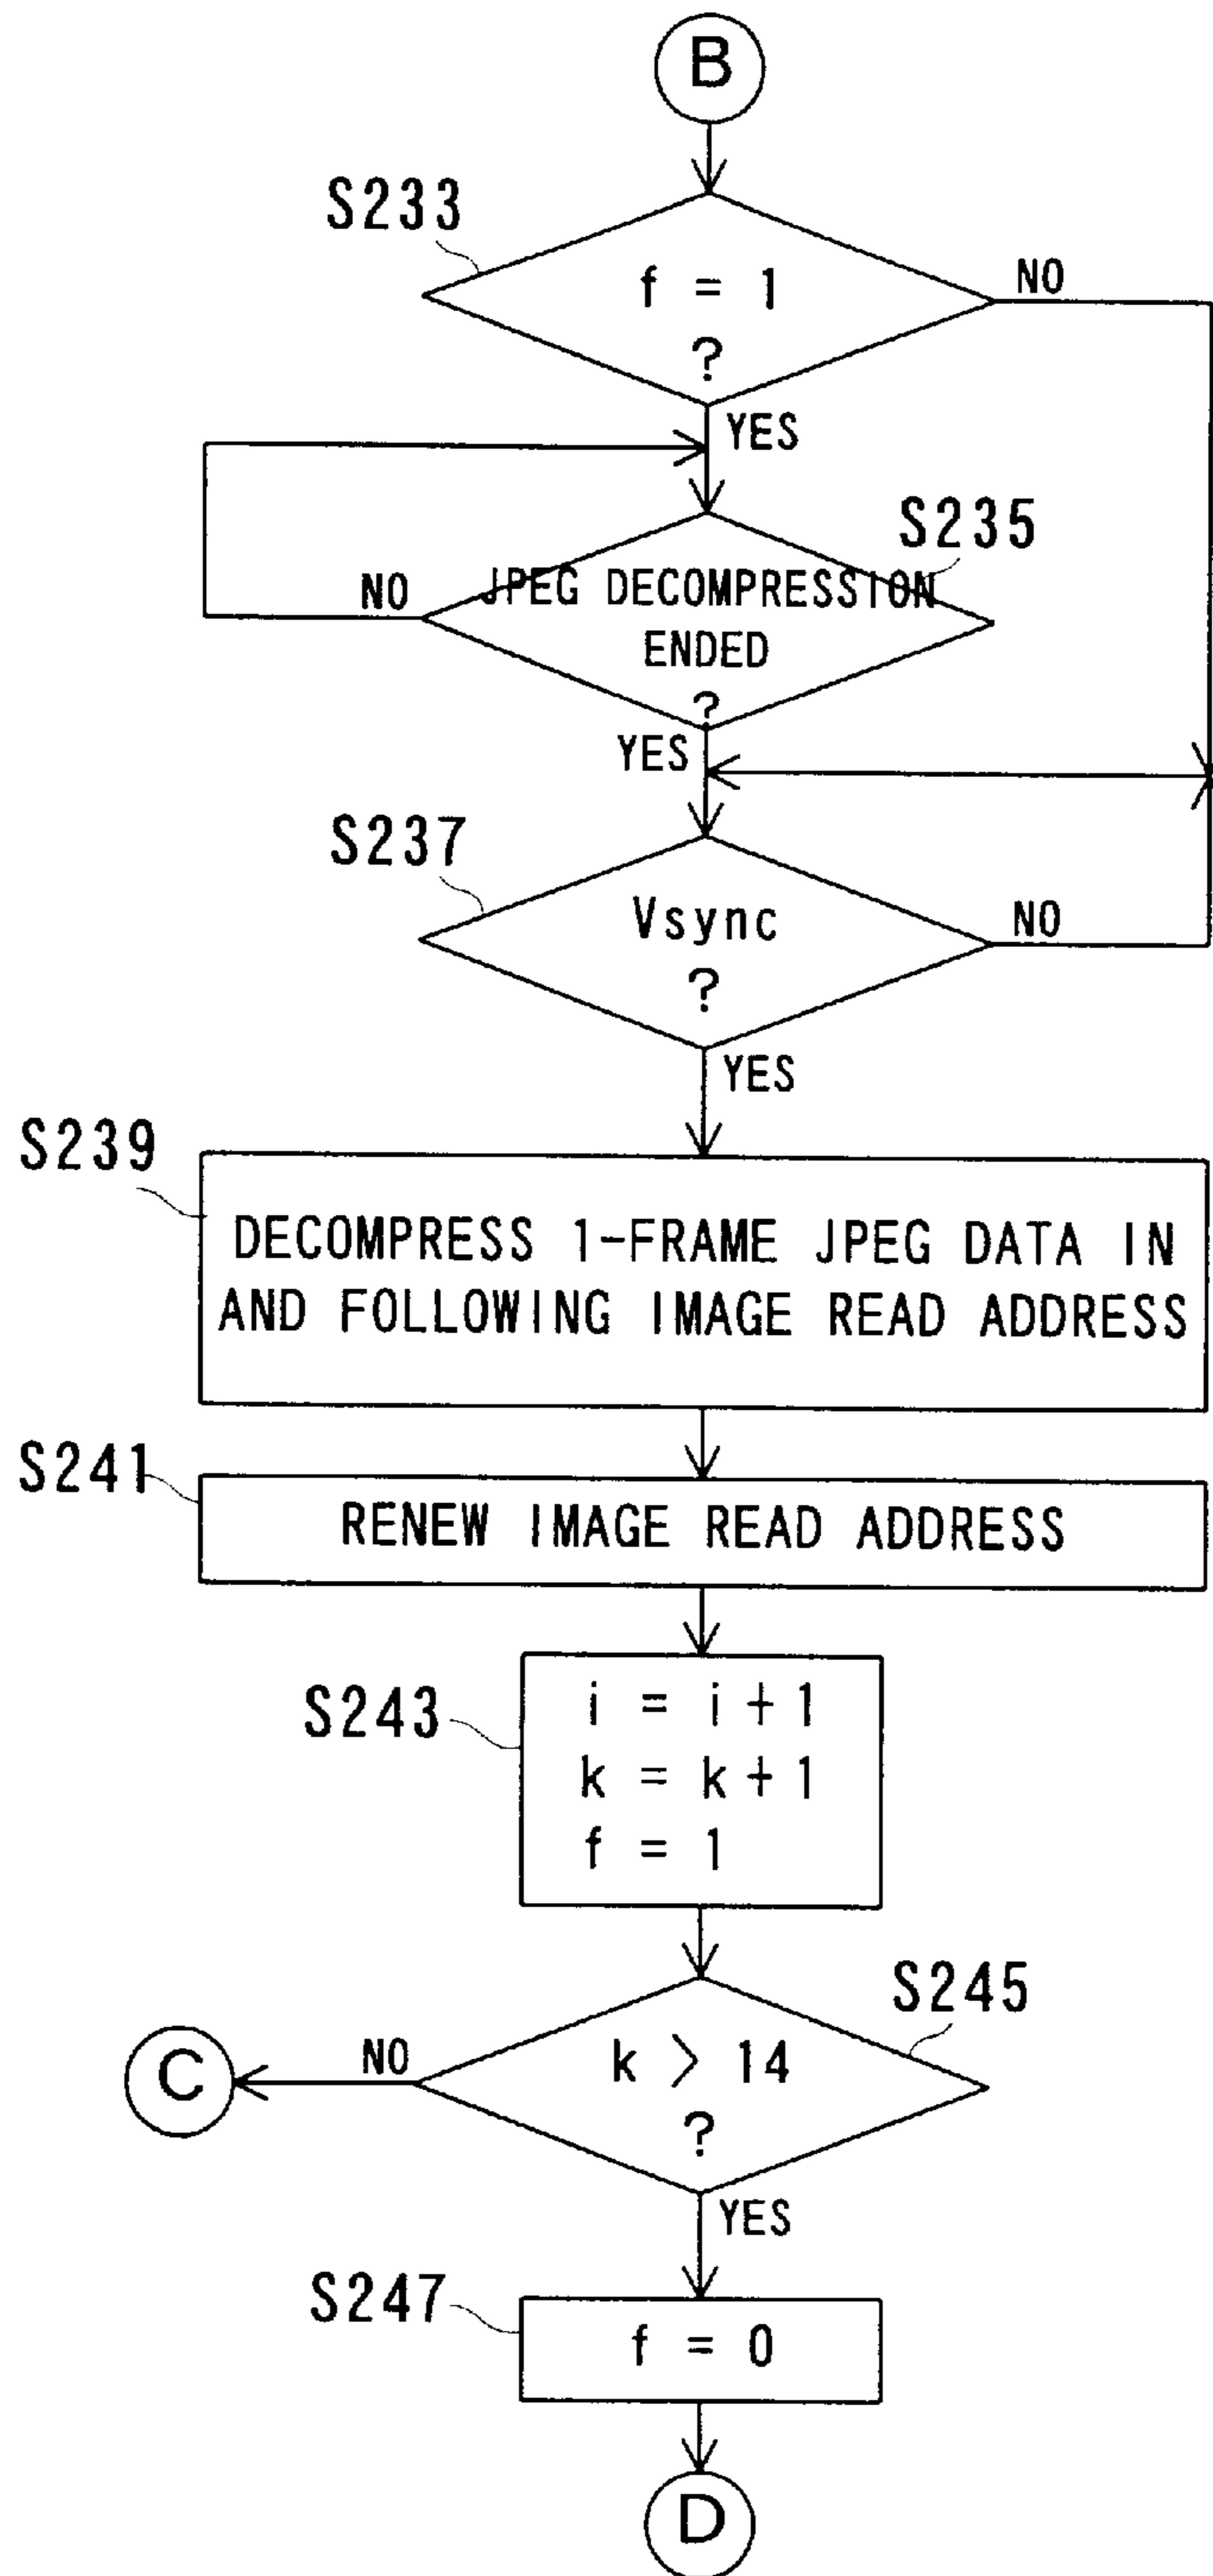 B
S233
f = 1
?
NO
YES
S235
JPEG DECOMPRESSION
ENDED
?
NO
YES
S237
Vsync
?
NO
YES
S239
DECOMPRESS 1-FRAME JPEG DATA IN
AND FOLLOWING IMAGE READ ADDRESS
S241
RENEW IMAGE READ ADDRESS
S243
i = i + 1
k = k + 1
f = 1
S245
k > 14
?
NO
C
YES
S247
f = 0
D